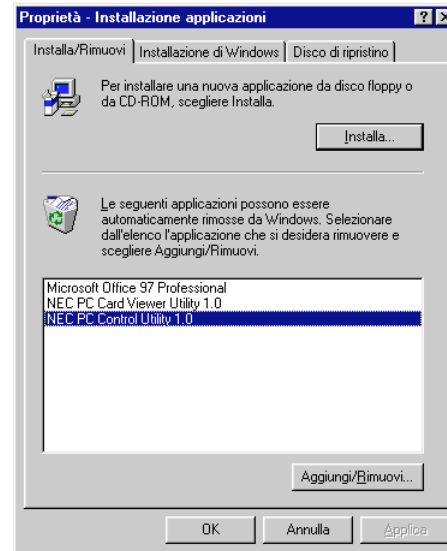 Proprietà - Installazione applicazioni
Installa/Rimuovi Installazione di Windows Disco di ripristino
Per installare una nuova applicazione da disco floppy o
da CD-ROM, scegliere Installa.
Installa...
Le seguenti applicazioni possono essere
automaticamente rimosse da Windows. Selezionare
dall'elenco l'applicazione che si desidera rimuovere e
scegliere Aggiungi/Rimuovi.
Microsoft Office 97 Professional
NEC PC Card Viewer Utility 1.0
NEC PC Control Utility 1.0
Aggiungi/Rimuovi...
OK Annulla Applica